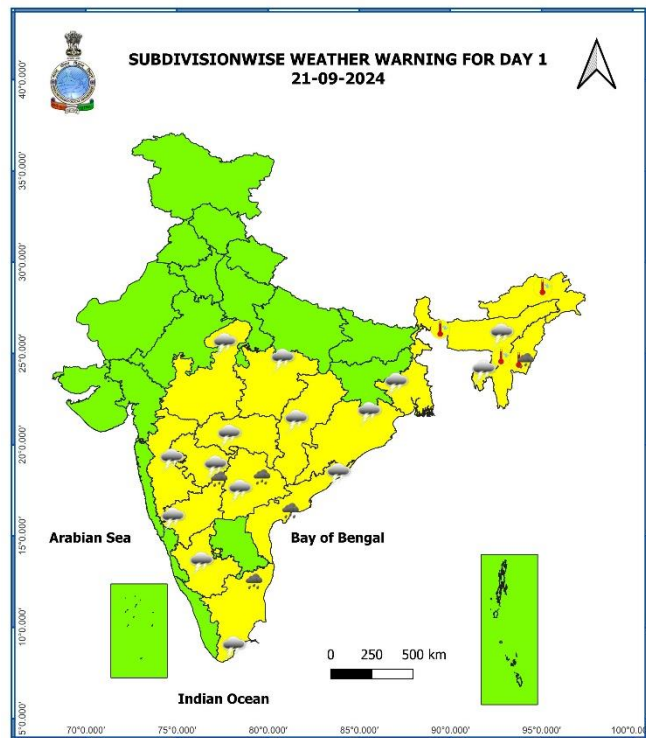 SUBDIVISIONWISE WEATHER WARNING FOR DAY 1
21-09-2024
40°0.000'
35°0.000'
30°0.000'
25°0.000'
20°0.000'
15°0.000'
10°0.000'
5°0.000'
Arabian Sea
Bay of Bengal
0 250 500 km
Indian Ocean
70°0.000' 75°0.000' 80°0.000' 85°0.000' 90°0.000' 95°0.000' 100°0.000'